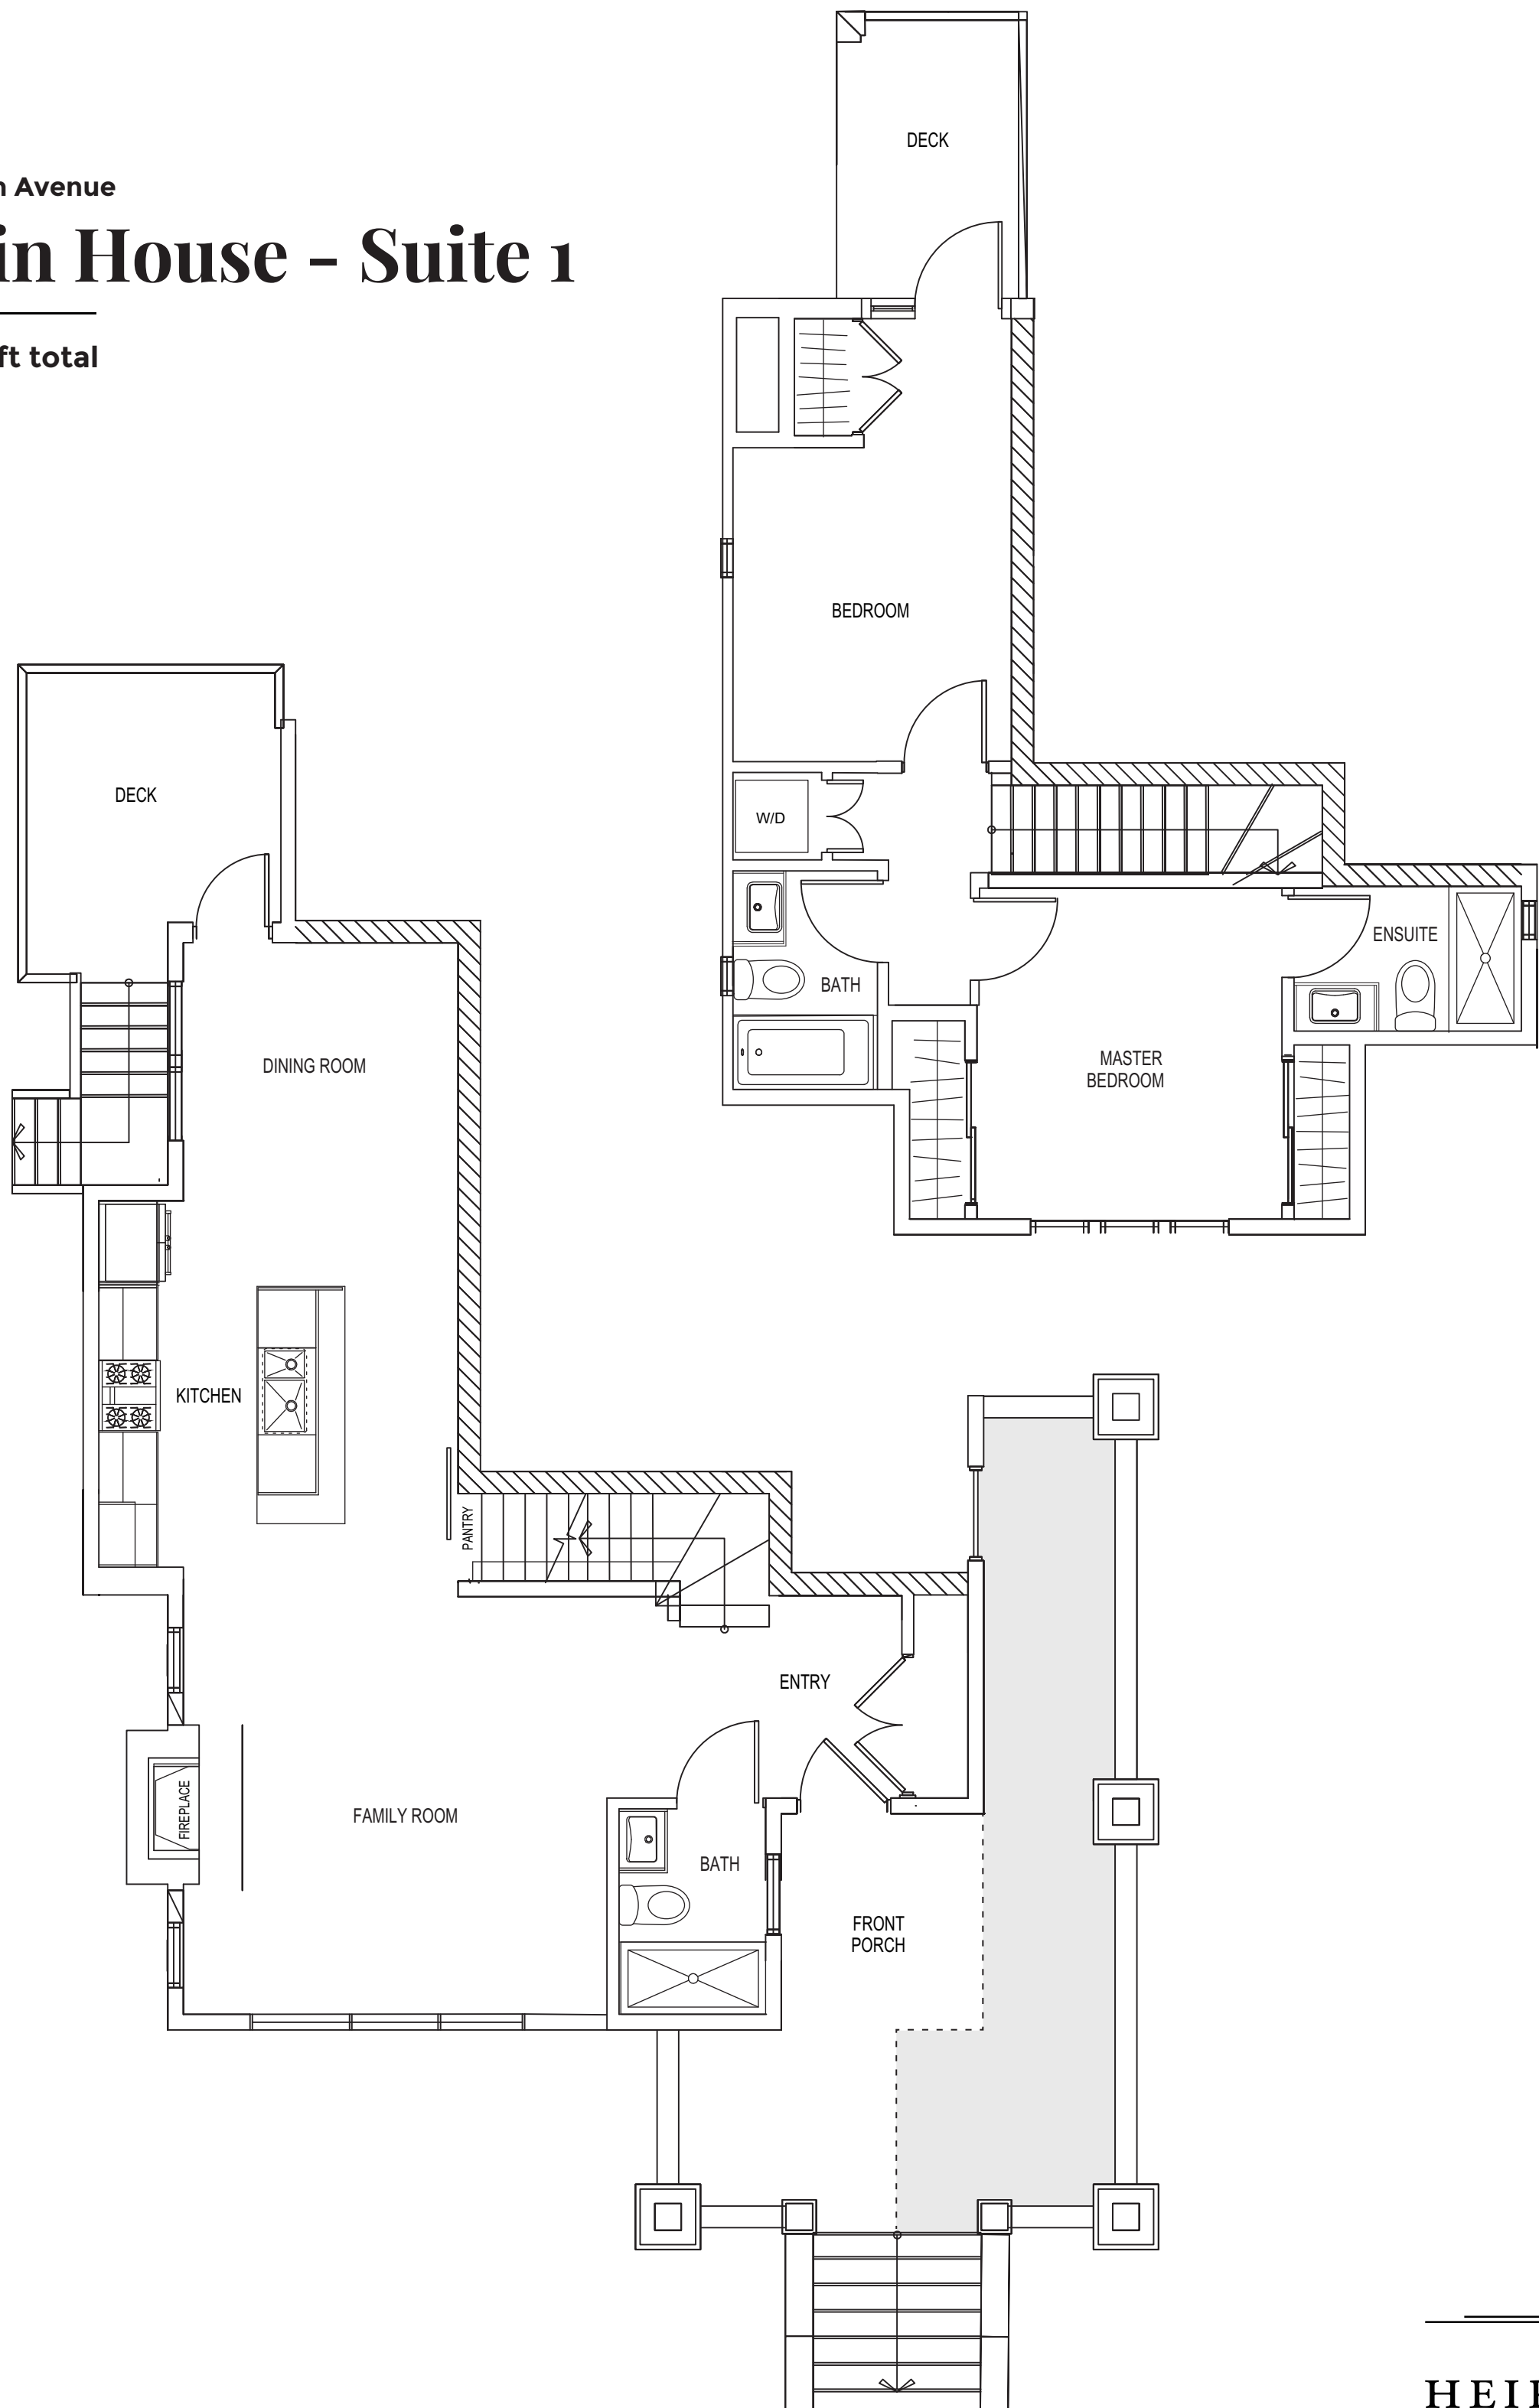 n Avenue
in House - Suite 1
ft total
DECK
BEDROOM
W/D
BATH
ENSUITE
MASTER
BEDROOM
DECK
DINING ROOM
KITCHEN
PANTRY
ENTRY
FIREPLACE
FAMILY ROOM
BATH
FRONT
PORCH
HEIR